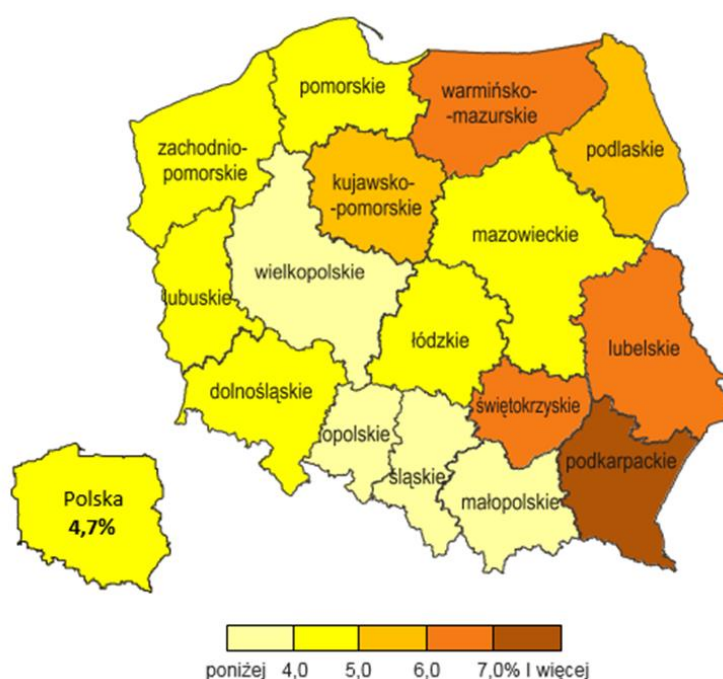 pomorskie
warmińsko-
-mazurskie
zachodnio-
pomorskie
podlaskie
kujawsko-
-pomorskie
mazowieckie
wielkopolskie
lubuskie
łódzkie
lubelskie
dolnośląskie
świętokrzyskie
opolskie
podkarpackie
śląskie
małopolskie
Polska
4,7%
poniżej 4,0 5,0 6,0 7,0% I więcej